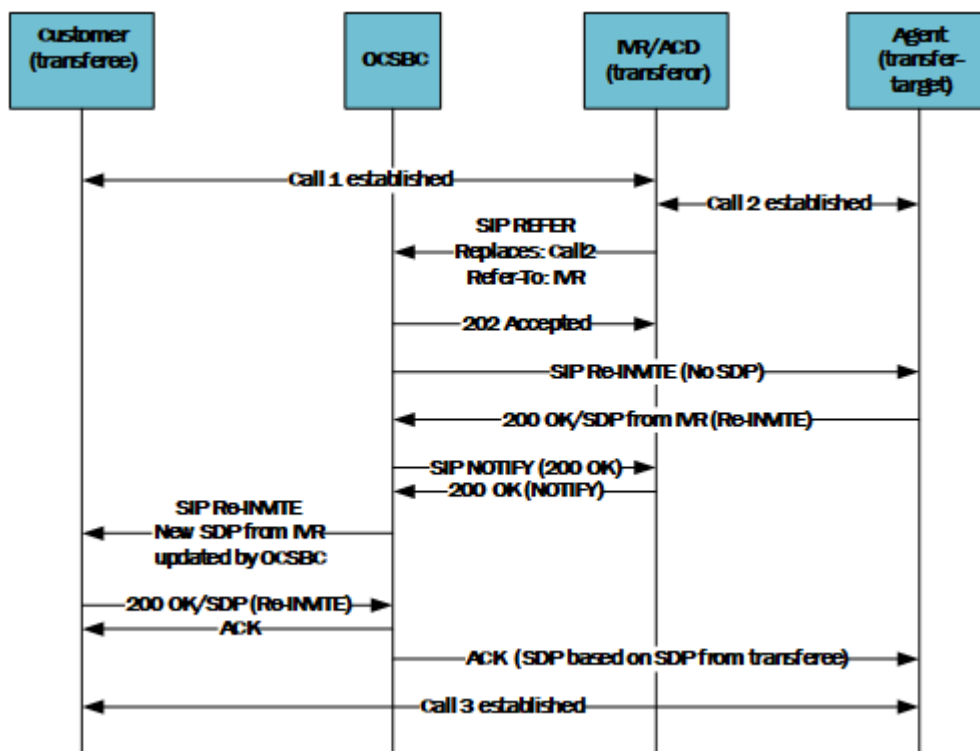 Customer
(transferee)
OCSBC
IVR/ACD
(transferor)
Agent
(transfer-
target)
Call 1 established
Call 2 established
SIP REFER
Replaces: Call2
Refer-To: IVR
202 Accepted
SIP Re-INVITE (No SDP)
200 OK/SDP from IVR (Re-INVITE)
SIP NOTIFY (200 OK)
200 OK (NOTIFY)
SIP Re-INVITE
New SDP from IVR
updated by OCSBC
200 OK/SDP (Re-INVITE)
ACK
ACK (SDP based on SDP from transferee)
Call 3 established